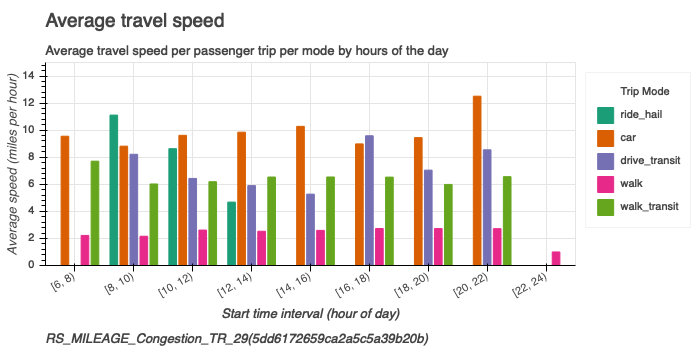 Average travel speed
Average travel speed per passenger trip per mode by hours of the day
Average speed (miles per hour)
14
12
10
8
6
4
2
0
[6, 8)
[8, 10)
[10, 12)
[12, 14)
[14, 16)
[16, 18)
[18, 20)
[20, 22)
[22, 24)
Start time interval (hour of day)
Trip Mode
ride_hail
car
drive_transit
walk
walk_transit
RS_MILEAGE_Congestion_TR_29(5dd6172659ca2a5c5a39b20b)